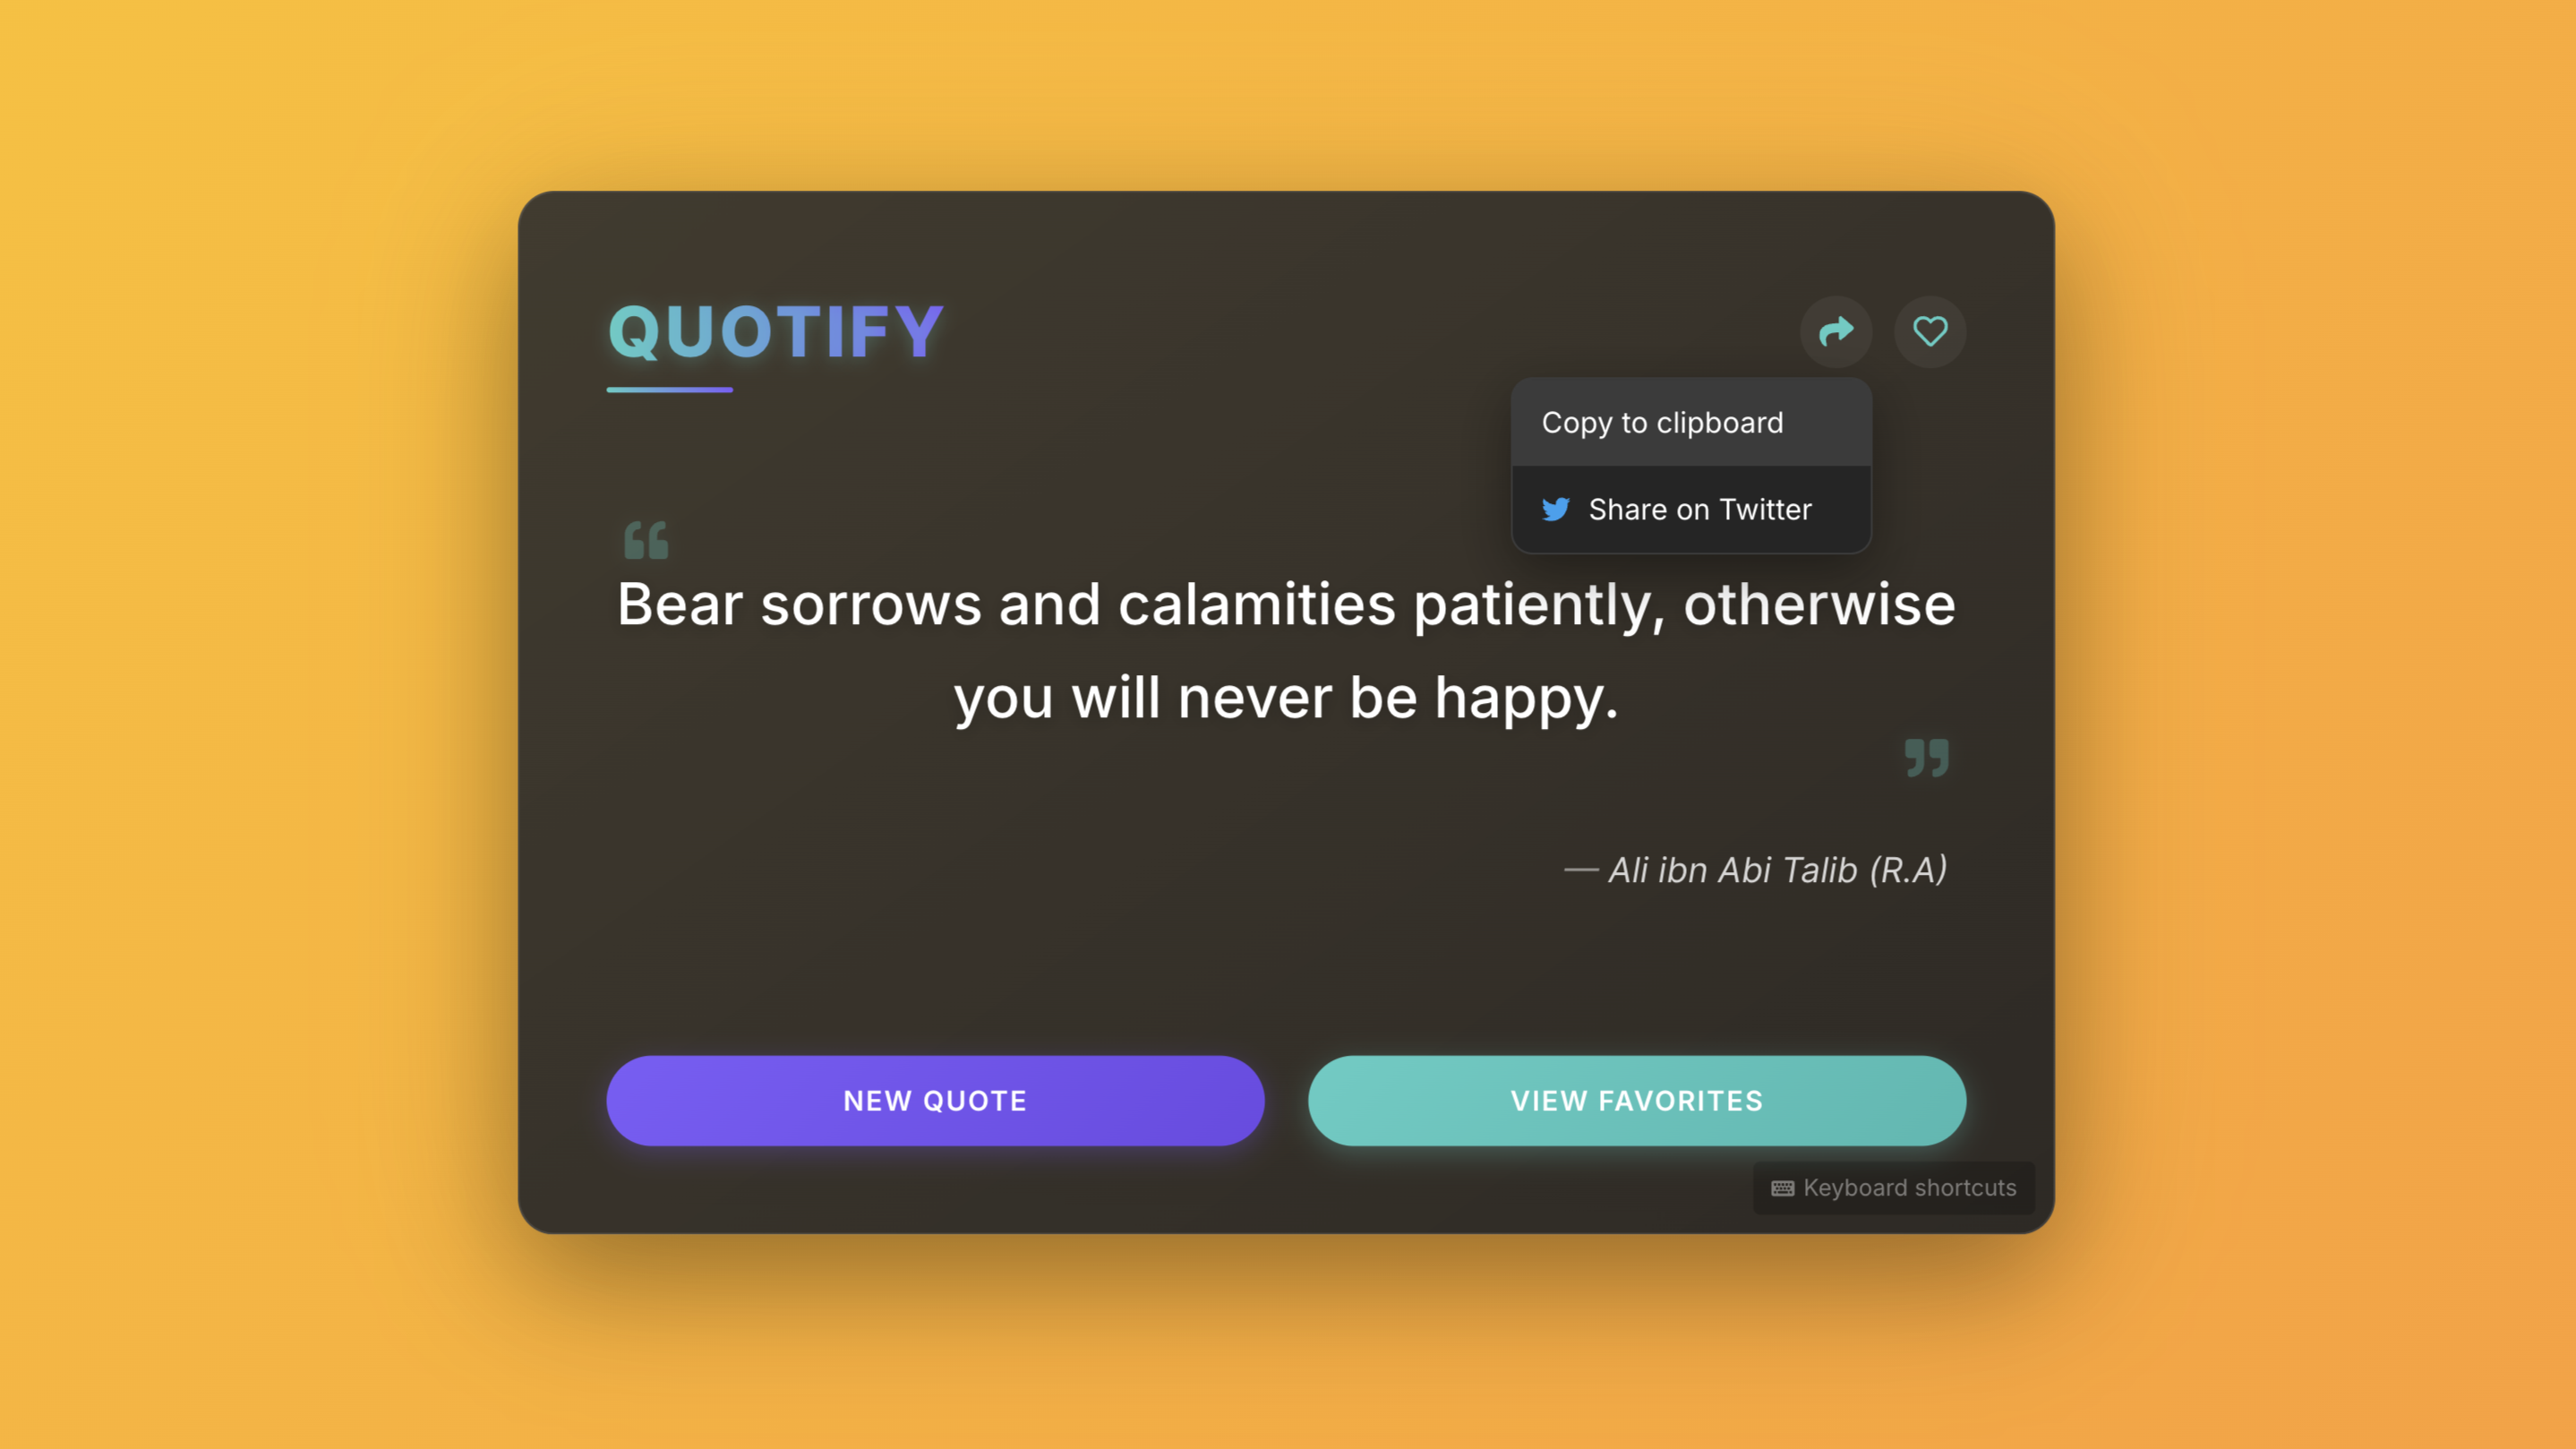 QUOTIFY
Copy to clipboard
Share on Twitter
“
Bear sorrows and calamities patiently, otherwise
you will never be happy.
”
— Ali ibn Abi Talib (R.A)
NEW QUOTE
VIEW FAVORITES
Keyboard shortcuts